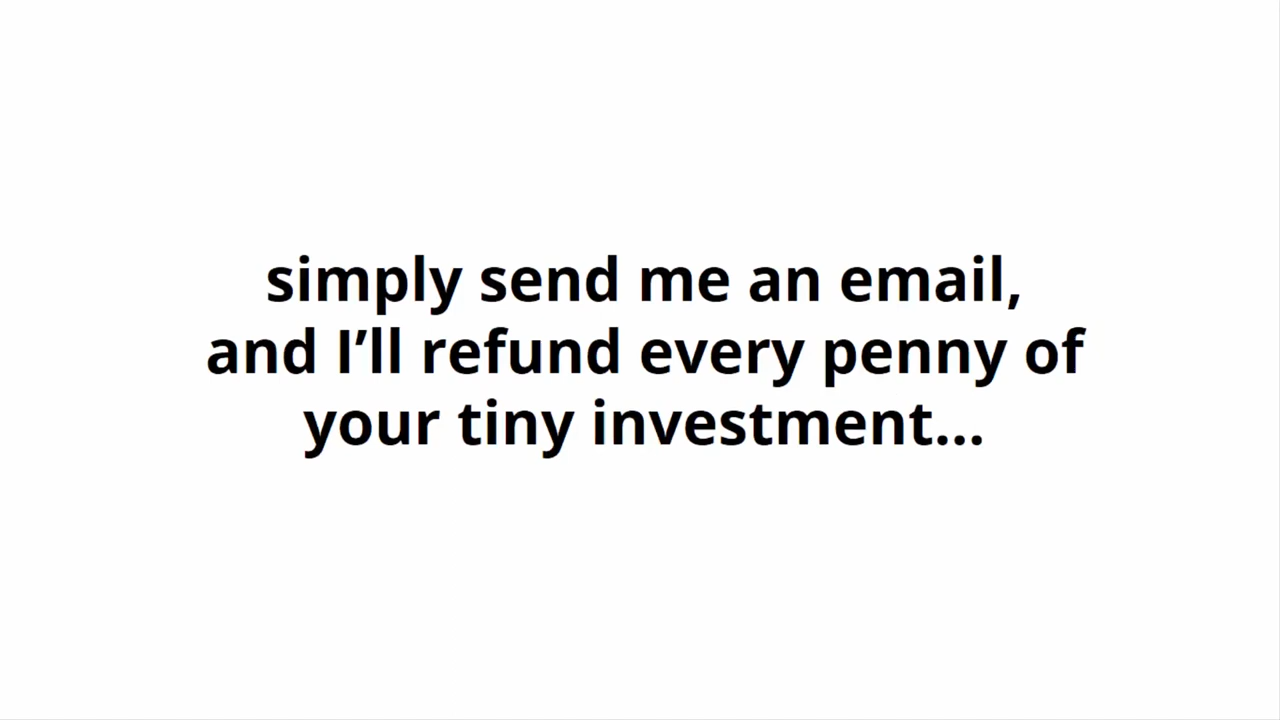 simply send me an email,
and I’ll refund every penny of
your tiny investment...